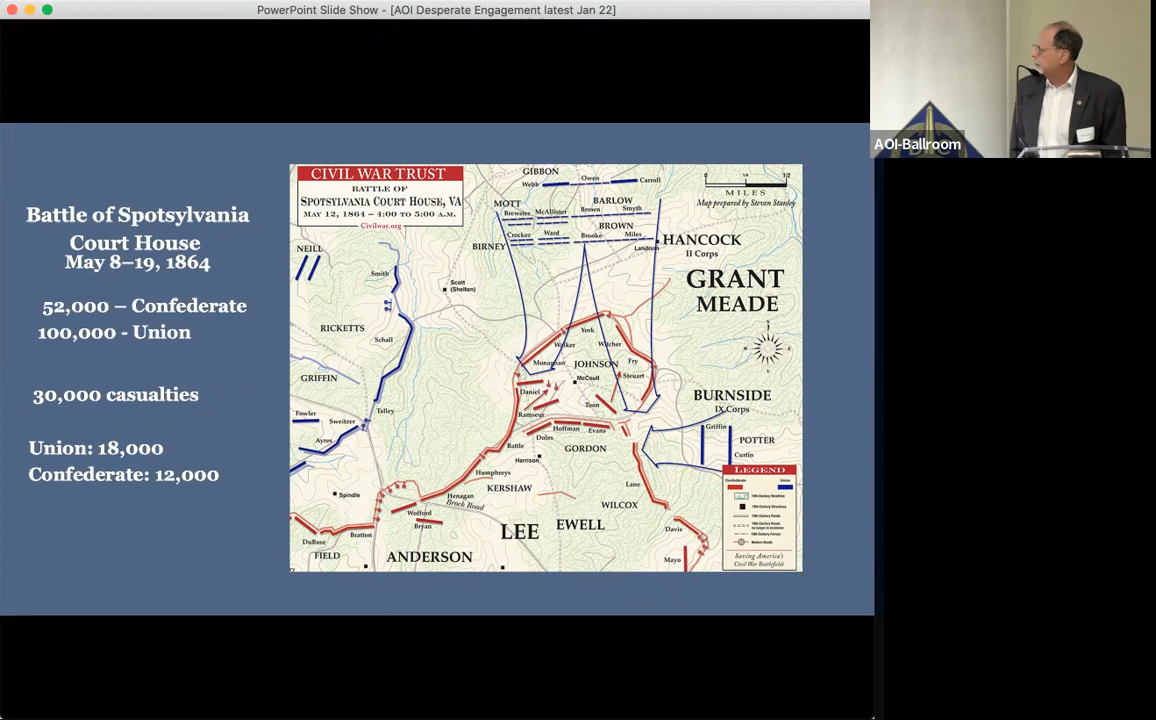 PowerPoint Slide Show - [AOI Desperate Engagement latest Jan 22]
AOI-Ballroom
Battle of Spotsylvania
Court House
May 8–19, 1864
52,000 – Confederate
100,000 - Union
30,000 casualties
Union: 18,000
Confederate: 12,000
CIVIL WAR TRUST
BATTLE OF
SPOTSYLVANIA COURT HOUSE, VA
MAY 12, 1864 – 4:00 TO 5:00 A.M.
Civilwar.org
GIBBON
Webb
Owen
Carroll
MILES
Map prepared by Steven Stanley
MOTT
BARLOW
Brewster
McAllister
Brown
Smyth
BROWN
Crocker
Ward
Brooke
Miles
BIRNEY
Landrum
HANCOCK
II Corps
NEILL
Smith
Scott
(Shelton)
GRANT
MEADE
RICKETTS
Schall
York
Walker
Witcher
Monaghan
JOHNSON
Fry
McCoull
Steuart
GRIFFIN
Daniel
Toon
BURNSIDE
IX Corps
Fowler
Sweitzer
Talley
Ramseur
Griffin
Ayres
Hoffman
Evans
POTTER
Battle
Doles
GORDON
Curtin
Harrison
LEGEND
Confederate
Union
Humphreys
KERSHAW
Lane
Spindle
Henagan
Brock Road
WILCOX
Wofford
Bryan
LEE
EWELL
Davis
Bratton
DuBose
FIELD
ANDERSON
Mayo
Saving America's
Civil War Battlefields